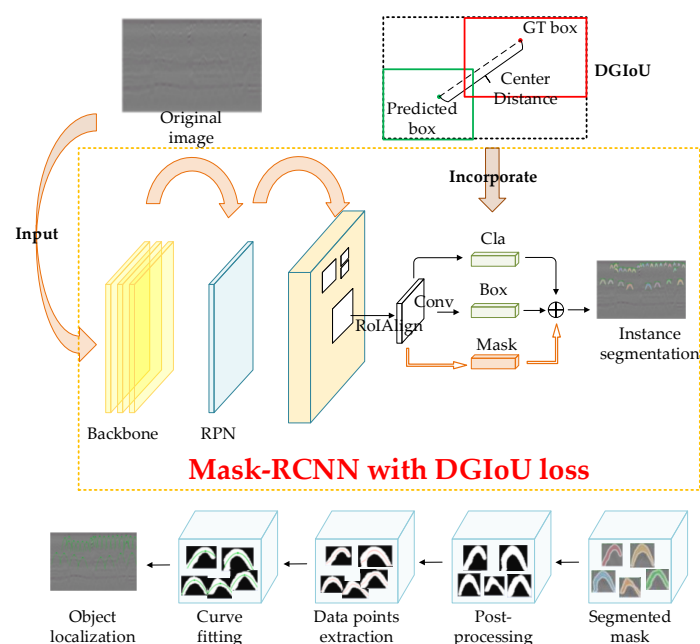 Original
image
GT box
DGIoU
Center
Distance
Predicted
box
Input
Incorporate
Cla
Conv
Box
RoIAlign
Mask
Instance
segmentation
Backbone
RPN
Mask-RCNN with DGIoU loss
Object
localization
Curve
fitting
Data points
extraction
Post-
processing
Segmented
mask